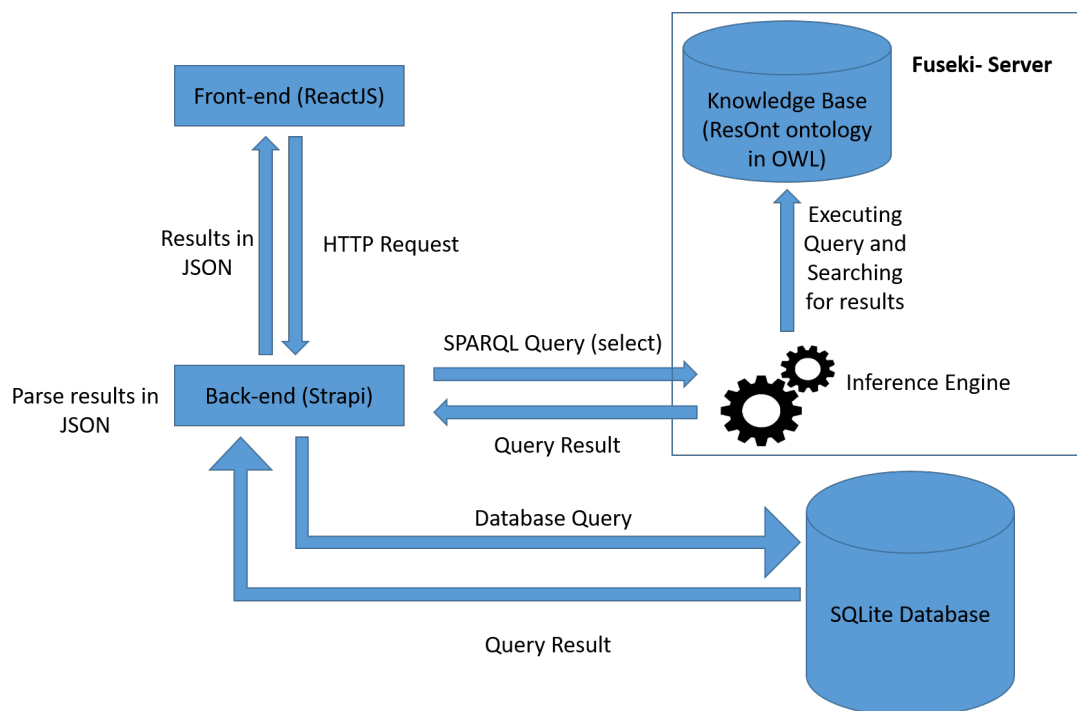 Fuseki- Server
Front-end (ReactJS)
Knowledge Base
(ResOnt ontology
in OWL)
Results in
JSON
HTTP Request
Executing
Query and
Searching
for results
SPARQL Query (select)
Inference Engine
Parse results in
JSON
Back-end (Strapi)
Query Result
Database Query
SQLite Database
Query Result